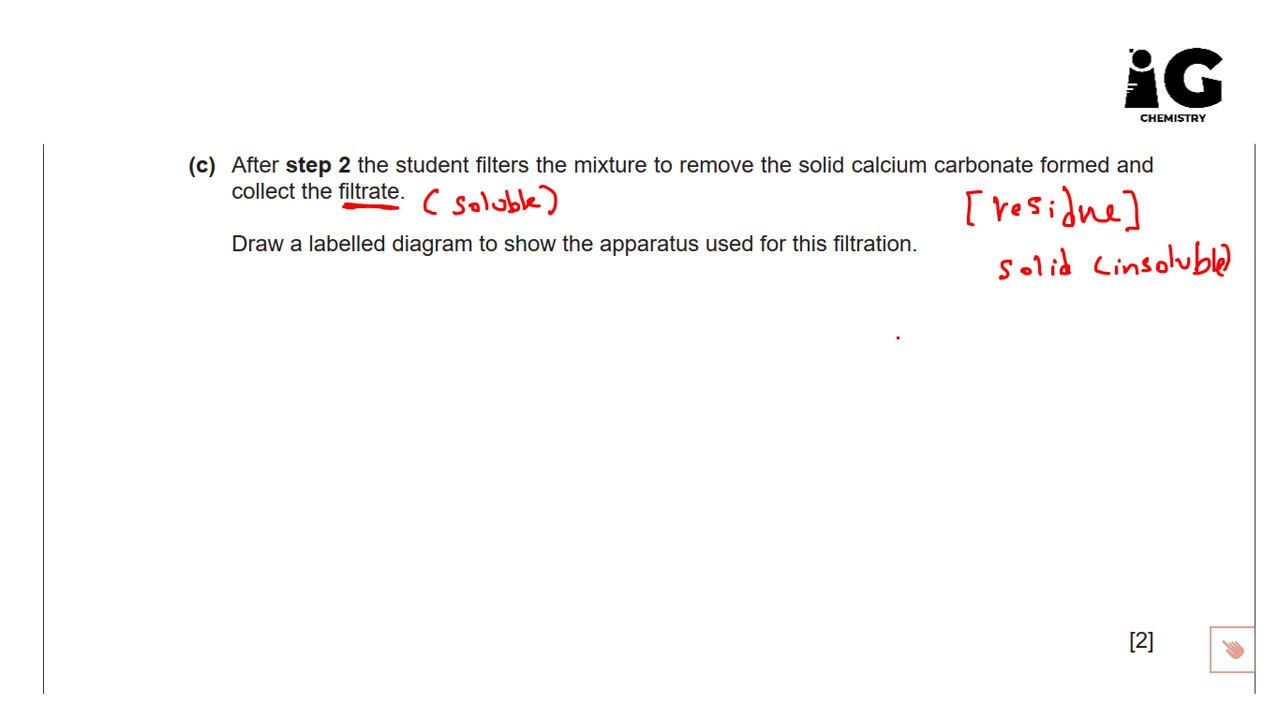 iG
CHEMISTRY
(c) After step 2 the student filters the mixture to remove the solid calcium carbonate formed and
collect the filtrate. (soluble) [residue]
Draw a labelled diagram to show the apparatus used for this filtration.
solid (insoluble)
[2]